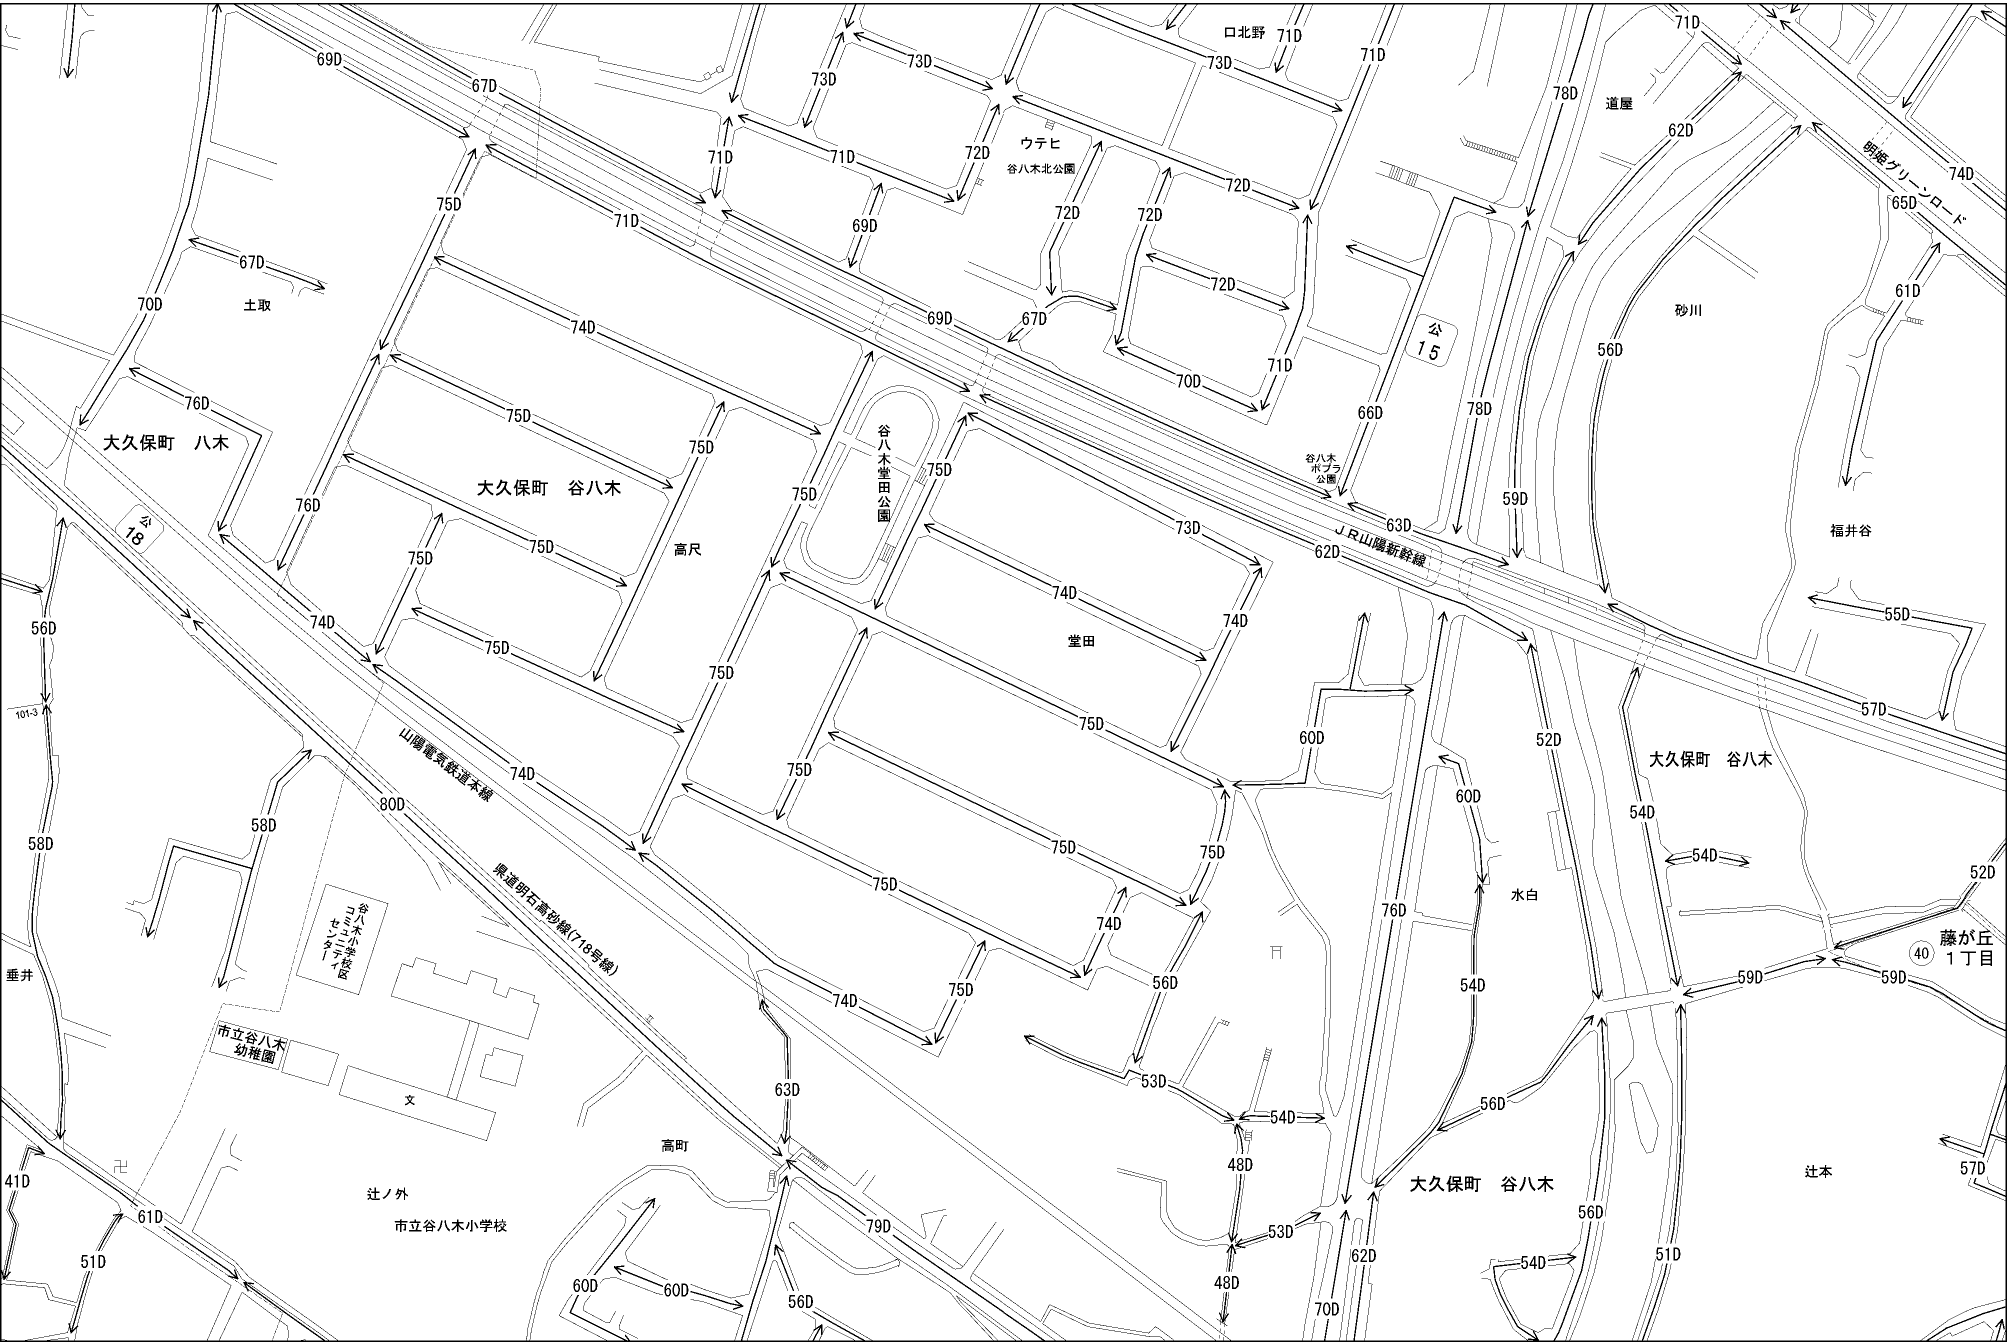 71D
口北野
71D
69D
73D
73D
71D
67D
73D
78D
道屋
62D
71D
71D
72D
ウテヒ
谷八木北公園
明姫グリーンロード
74D
75D
71D
69D
72D
72D
72D
65D
67D
70D
土取
74D
69D
67D
72D
61D
砂川
公
15
56D
71D
76D
75D
75D
70D
66D
78D
大久保町 八木
大久保町 谷八木
谷八木堂田公園
75D
谷八木
ポプラ
公園
59D
76D
公
18
75D
75D
高尺
75D
73D
62D
63D
JR山陽新幹線
福井谷
56D
74D
75D
75D
74D
74D
堂田
55D
101-3
山陽電気鉄道本線
74D
75D
75D
75D
60D
52D
57D
大久保町 谷八木
58D
58D
80D
75D
75D
60D
54D
54D
52D
県道明石高砂線(718号線)
75D
74D
76D
水白
谷八木小学校区
コミュニティ
センター
垂井
74D
75D
56D
54D
59D
59D
40
藤が丘
1丁目
市立谷八木
幼稚園
文
63D
53D
54D
56D
高町
48D
大久保町 谷八木
辻本
57D
41D
61D
辻ノ外
市立谷八木小学校
79D
53D
56D
51D
60D
60D
56D
48D
70D
62D
54D
51D